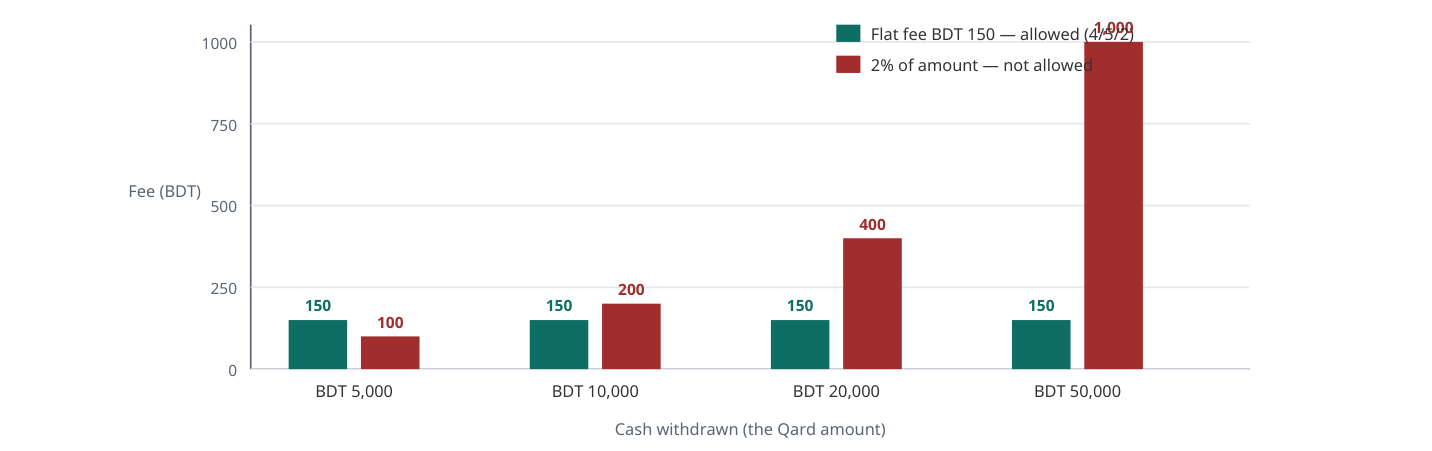 Flat fee BDT 150 — allowed (4/5/2)
2% of amount — not allowed
1,000
1000
750
Fee (BDT)
500
250
0
150
100
150
200
150
400
150
BDT 5,000
BDT 10,000
BDT 20,000
BDT 50,000
Cash withdrawn (the Qard amount)